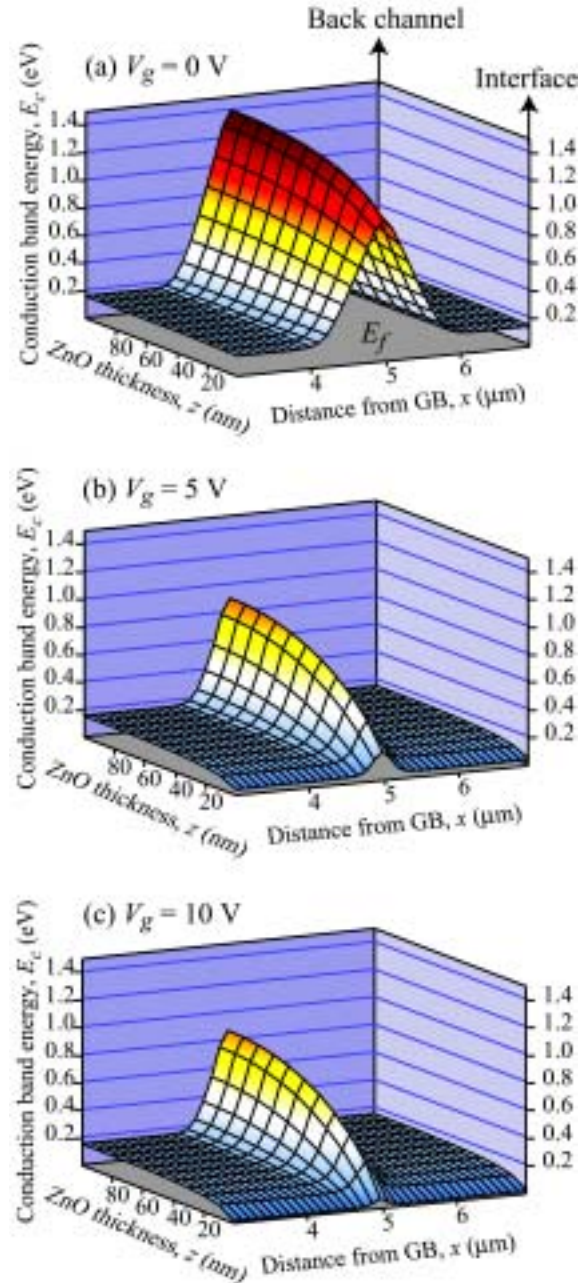 Back channel
(a) V_g = 0 V
Interface
Conduction band energy, E_c (eV)
1.4
1.2
1.0
0.8
0.6
0.4
0.2
1.4
1.2
1.0
0.8
0.6
0.4
0.2
E_f
80 60 40 20
ZnO thickness, z (nm)
4 5 6
Distance from GB, x (μm)
(b) V_g = 5 V
Conduction band energy, E_c (eV)
1.4
1.2
1.0
0.8
0.6
0.4
0.2
1.4
1.2
1.0
0.8
0.6
0.4
0.2
80 60 40 20
ZnO thickness, z (nm)
4 5 6
Distance from GB, x (μm)
(c) V_g = 10 V
Conduction band energy, E_c (eV)
1.4
1.2
1.0
0.8
0.6
0.4
0.2
1.4
1.2
1.0
0.8
0.6
0.4
0.2
80 60 40 20
ZnO thickness, z (nm)
4 5 6
Distance from GB, x (μm)